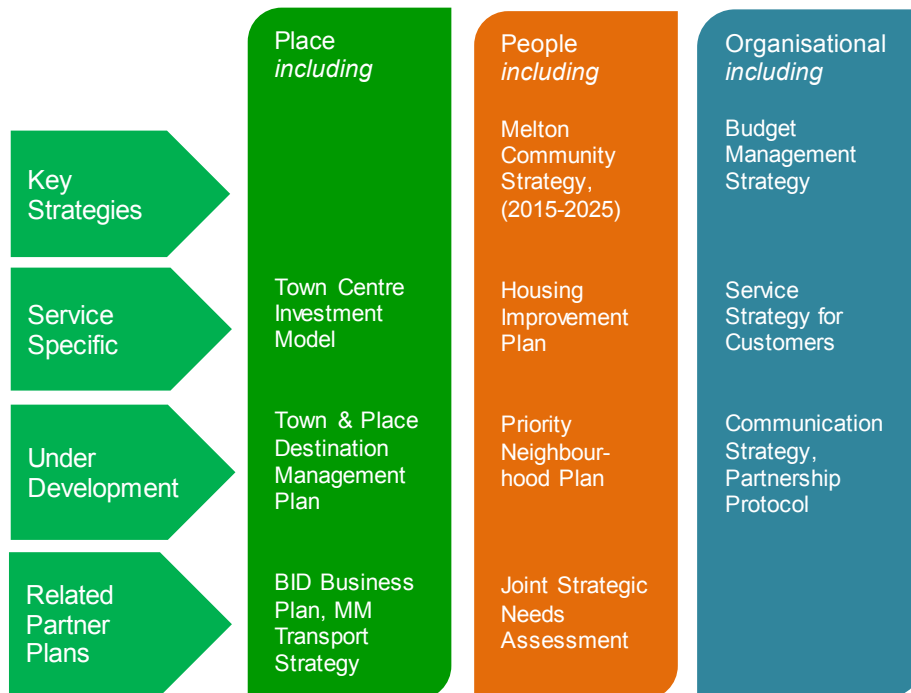 Place
including
People
including
Organisational
including
Key
Strategies
Melton
Community
Strategy,
(2015-2025)
Budget
Management
Strategy
Service
Specific
Town Centre
Investment
Model
Housing
Improvement
Plan
Service
Strategy for
Customers
Under
Development
Town & Place
Destination
Management
Plan
Priority
Neighbour-
hood Plan
Communication
Strategy,
Partnership
Protocol
Related
Partner
Plans
BID Business
Plan, MM
Transport
Strategy
Joint Strategic
Needs
Assessment